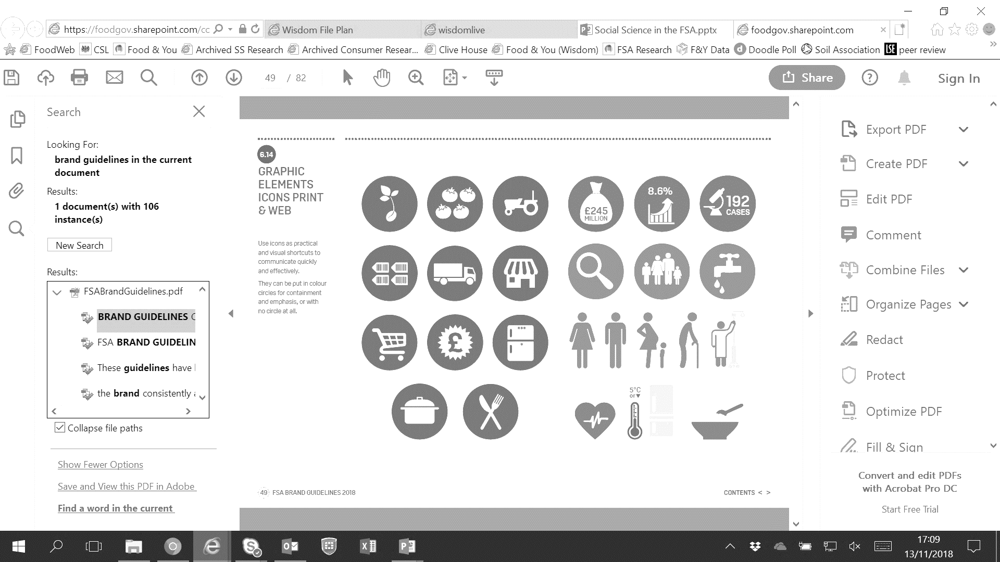 https://foodgov.sharepoint.com/cc
Wisdom File Plan
wisdomlive
Social Science in the FSA.pptx
foodgov.sharepoint.com
FoodWeb
CSL
Food & You
Archived SS Research
Archived Consumer Resear...
Clive House
Food & You (Wisdom)
FSA Research
F&Y Data
Doodle Poll
Soil Association
LSE
peer review
49 / 82
Share
Sign In
Search
Looking For:
brand guidelines in the current
document
Results:
1 document(s) with 106
instance(s)
New Search
Results:
FSABrandGuidelines.pdf
BRAND GUIDELINES C
FSA BRAND GUIDELIN
These guidelines have
the brand consistently
Collapse file paths
Show Fewer Options
Save and View this PDF in Adobe
Find a word in the current
6.14
GRAPHIC
ELEMENTS
ICONS PRINT
& WEB
Use icons as practical
and visual shortcuts to
communicate quickly
and effectively.
They can be put in colour
circles for containment
and emphasis, or with
no circle at all.
£245
MILLION
8.6%
192
CASES
£
5°C
or▼
49 FSA BRAND GUIDELINES 2018
CONTENTS < >
Export PDF
Create PDF
Edit PDF
Comment
Combine Files
Organize Pages
Redact
Protect
Optimize PDF
Fill & Sign
Convert and edit PDFs
with Acrobat Pro DC
Start Free Trial
17:09
13/11/2018